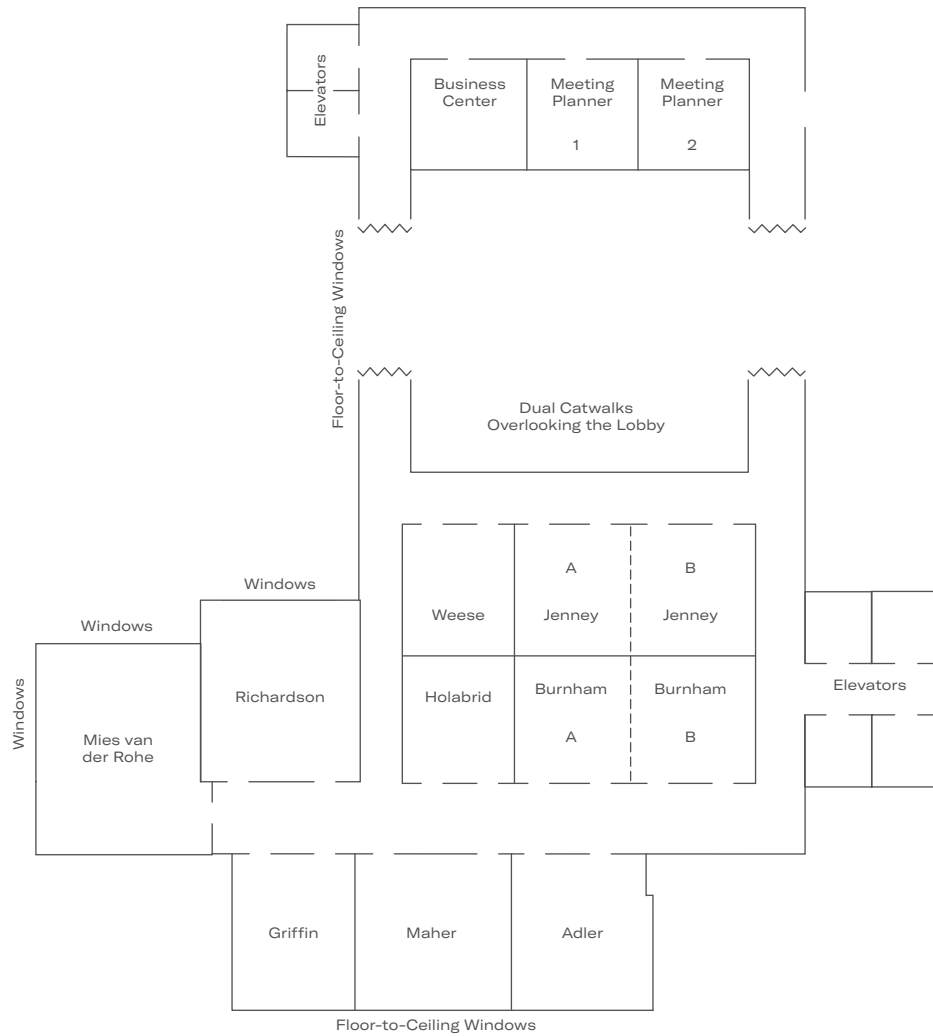 Elevators
Business
Center
Meeting
Planner
1
Meeting
Planner
2
Floor-to-Ceiling Windows
Dual Catwalks
Overlooking the Lobby
Weese
A
Jenney
B
Jenney
Windows
Windows
Windows
Mies van
der Rohe
Richardson
Holabrid
Burnham
A
Burnham
B
Elevators
Griffin
Maher
Adler
Floor-to-Ceiling Windows